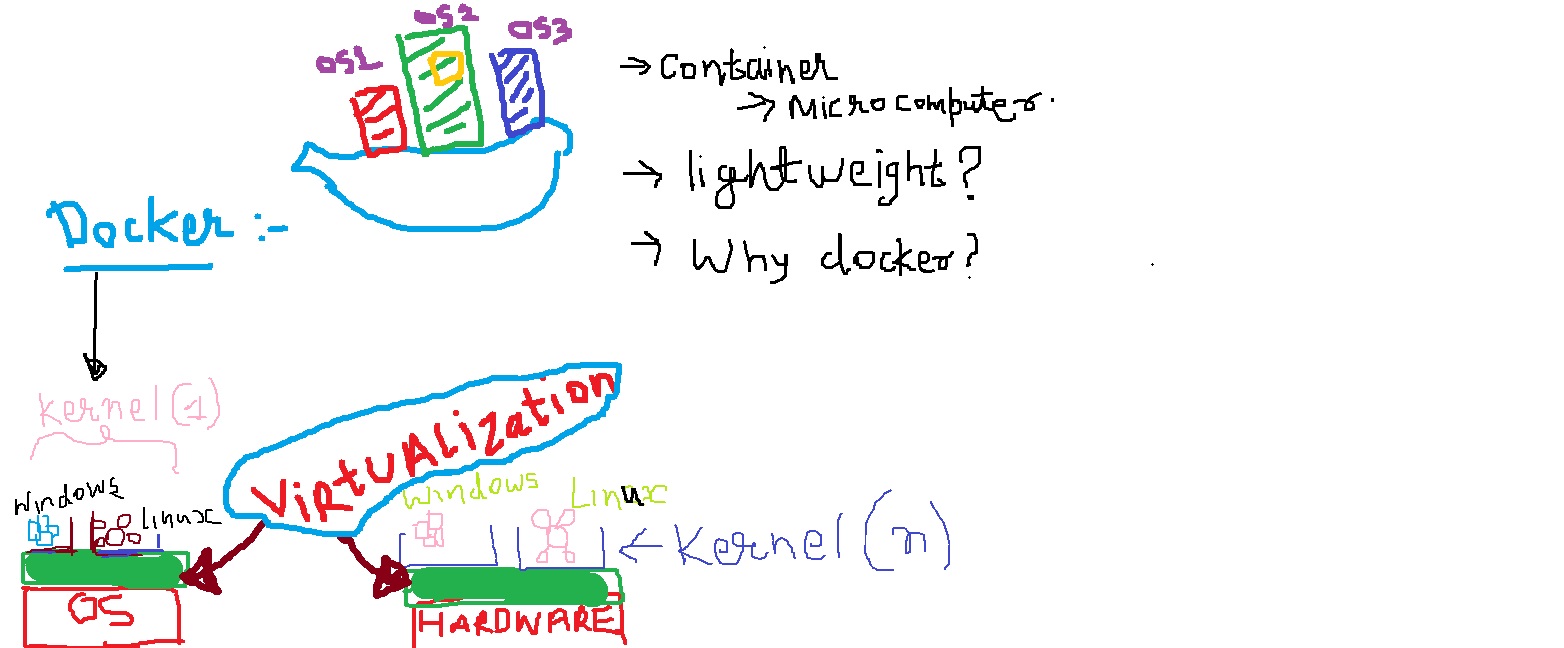 OS1 OS2 OS3
→ Container
→ Microcomputer.
→ lightweight?
→ Why docker?
Docker :-
Kernel (1)
VIRTUALIZATION
Windows Linux
OS
Windows Linux
← Kernel (n)
HARDWARE